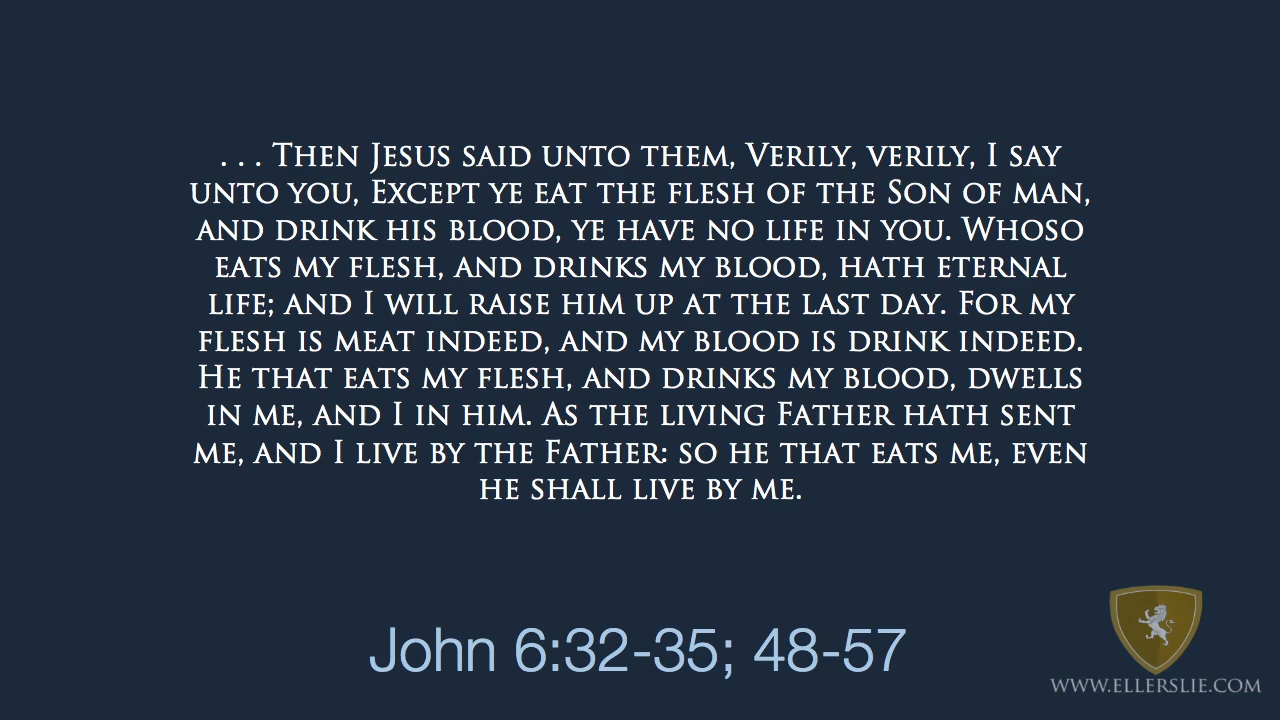 . . . Then Jesus said unto them, Verily, verily, I say
unto you, Except ye eat the flesh of the Son of man,
and drink his blood, ye have no life in you. Whoso
eats my flesh, and drinks my blood, hath eternal
life; and I will raise him up at the last day. For my
flesh is meat indeed, and my blood is drink indeed.
He that eats my flesh, and drinks my blood, dwells
in me, and I in him. As the living Father hath sent
me, and I live by the Father: so he that eats me, even
he shall live by me.
John 6:32-35; 48-57
WWW.ELLERSLIE.COM